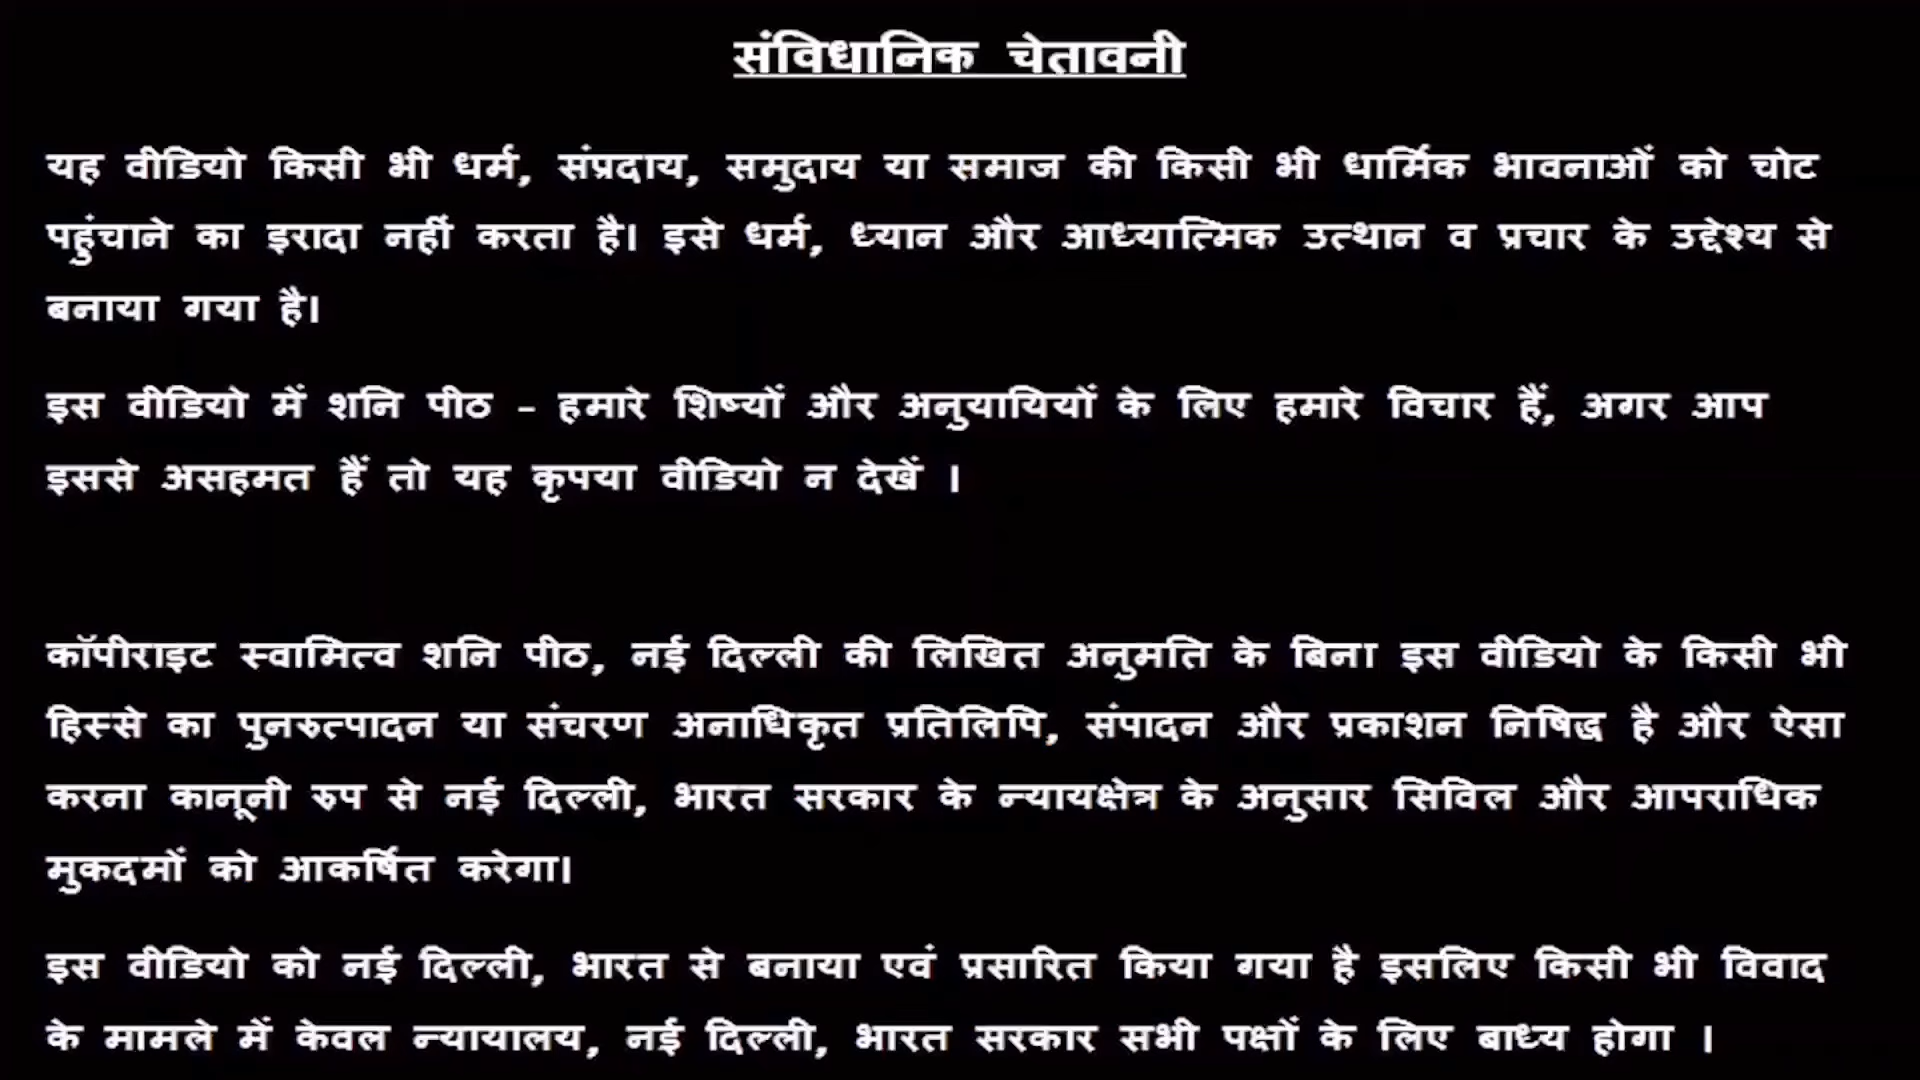 संविधानिक चेतावनी
यह वीडियो किसी भी धर्म, संप्रदाय, समुदाय या समाज की किसी भी धार्मिक भावनाओं को चोट
पहुंचाने का इरादा नहीं करता है। इसे धर्म, ध्यान और आध्यात्मिक उत्थान व प्रचार के उद्देश्य से
बनाया गया है।
इस वीडियो में शनि पीठ – हमारे शिष्यों और अनुयायियों के लिए हमारे विचार हैं, अगर आप
इससे असहमत हैं तो यह कृपया वीडियो न देखें ।
कॉपीराइट स्वामित्व शनि पीठ, नई दिल्ली की लिखित अनुमति के बिना इस वीडियो के किसी भी
हिस्से का पुनरुत्पादन या संचरण अनाधिकृत प्रतिलिपि, संपादन और प्रकाशन निषिद्ध है और ऐसा
करना कानूनी रुप से नई दिल्ली, भारत सरकार के न्यायक्षेत्र के अनुसार सिविल और आपराधिक
मुकदमों को आकर्षित करेगा।
इस वीडियो को नई दिल्ली, भारत से बनाया एवं प्रसारित किया गया है इसलिए किसी भी विवाद
के मामले में केवल न्यायालय, नई दिल्ली, भारत सरकार सभी पक्षों के लिए बाध्य होगा ।